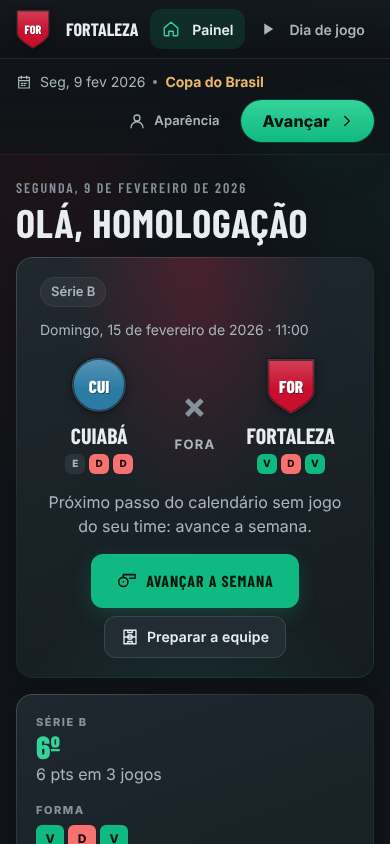 FOR FORTALEZA Painel Dia de jogo
Seg, 9 fev 2026 • Copa do Brasil
Aparência Avançar
SEGUNDA, 9 DE FEVEREIRO DE 2026
OLÁ, HOMOLOGAÇÃO
Série B
Domingo, 15 de fevereiro de 2026 · 11:00
CUI FOR
CUIABÁ × FORTALEZA
FORA
E D D V D V
Próximo passo do calendário sem jogo
do seu time: avance a semana.
AVANÇAR A SEMANA
Preparar a equipe
SÉRIE B
6º
6 pts em 3 jogos
FORMA
V D V